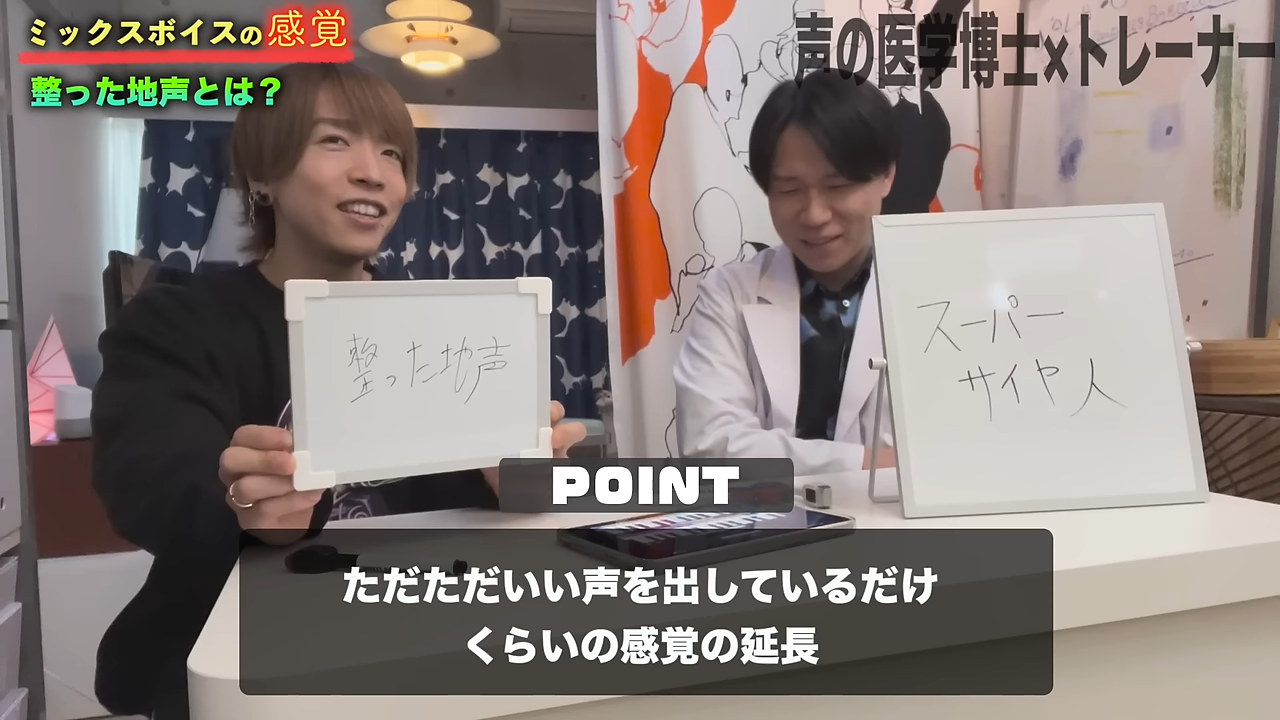 ミックスボイスの感覚
整った地声とは？
声の医学博士×トレーナー
整った地声
スーパー
サイヤ人
POINT
ただただいい声を出しているだけ
くらいの感覚の延長